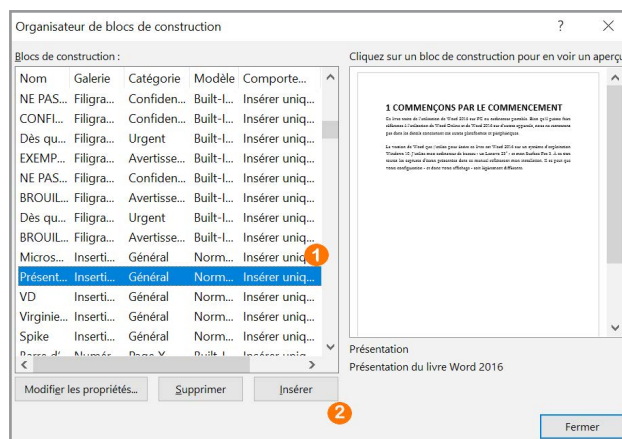 Organisateur de blocs de construction ? ×
Blocs de construction :
Cliquez sur un bloc de construction pour en voir un aperçu
Nom Galerie Catégorie Modèle Comporte...
NE PAS... Filigra... Confiden... Built-I... Insérer uniq...
CONFI... Filigra... Confiden... Built-I... Insérer uniq...
Dès qu... Filigra... Urgent Built-I... Insérer uniq...
EXEMP... Filigra... Avertisse... Built-I... Insérer uniq...
NE PAS... Filigra... Confiden... Built-I... Insérer uniq...
BROUIL... Filigra... Avertisse... Built-I... Insérer uniq...
Dès qu... Filigra... Urgent Built-I... Insérer uniq...
BROUIL... Filigra... Avertisse... Built-I... Insérer uniq...
Micros... Inserti... Général Norm... Insérer uniq...
1
Présent... Inserti... Général Norm... Insérer uniq...
VD Inserti... Général Norm... Insérer uniq...
Virginie... Inserti... Général Norm... Insérer uniq...
Spike Inserti... Général Norm... Insérer uniq...
Modifier les propriétés... Supprimer Insérer
2
1 COMMENÇONS PAR LE COMMENCEMENT
Présentation
Présentation du livre Word 2016
Fermer